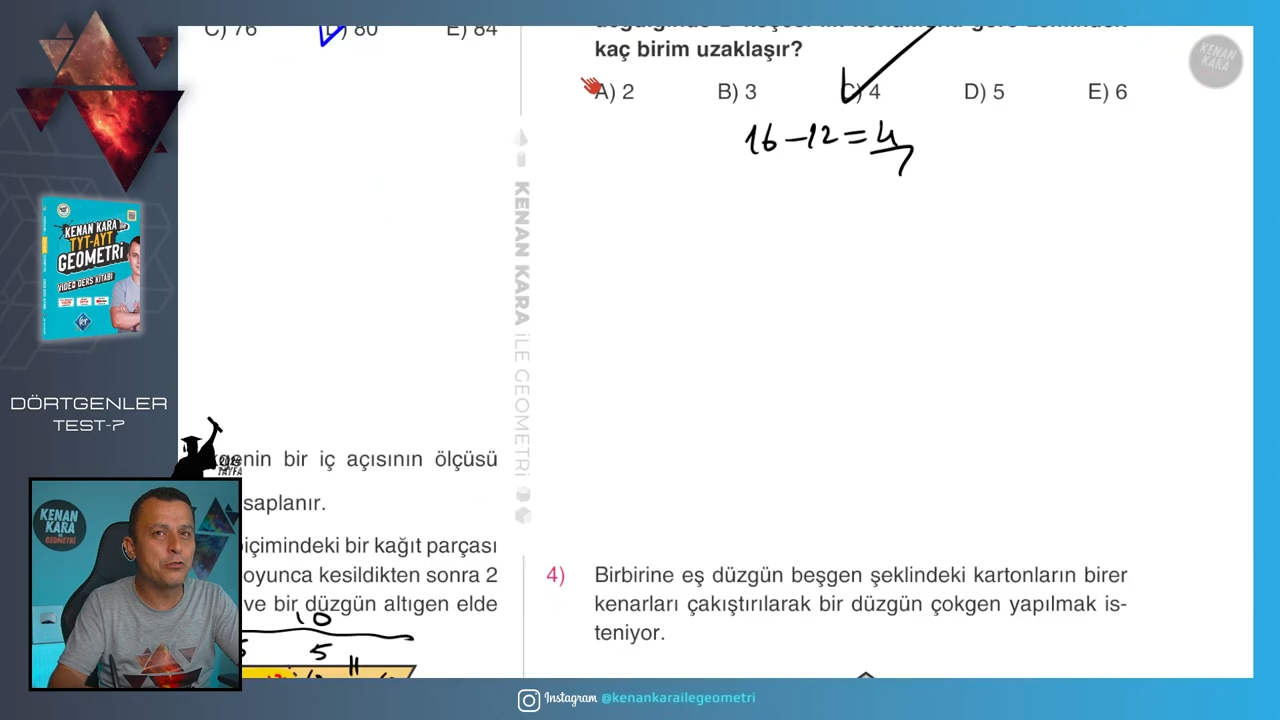 C) 76
D) 80
E) 84
kaç birim uzaklaşır?
A) 2
B) 3
C) 4
D) 5
E) 6
16 – 12 = 4
KENAN KARA
KENAN KARA
TYT-AYT
GEOMETRİ
VİDEO DERS KİTABI
DÖRTGENLER
TEST-7
TAYFA
genin bir iç açısının ölçüsü
saplanır.
biçimindeki bir kağıt parçası
oyunca kesildikten sonra 2
ve bir düzgün altıgen elde
10
5
KENAN KARA İLE GEOMETRİ
4) Birbirine eş düzgün beşgen şeklindeki kartonların birer
kenarları çakıştırılarak bir düzgün çokgen yapılmak is-
teniyor.
KENAN
KARA
GEOMETRİ
Instagram @kenankarailegeometri